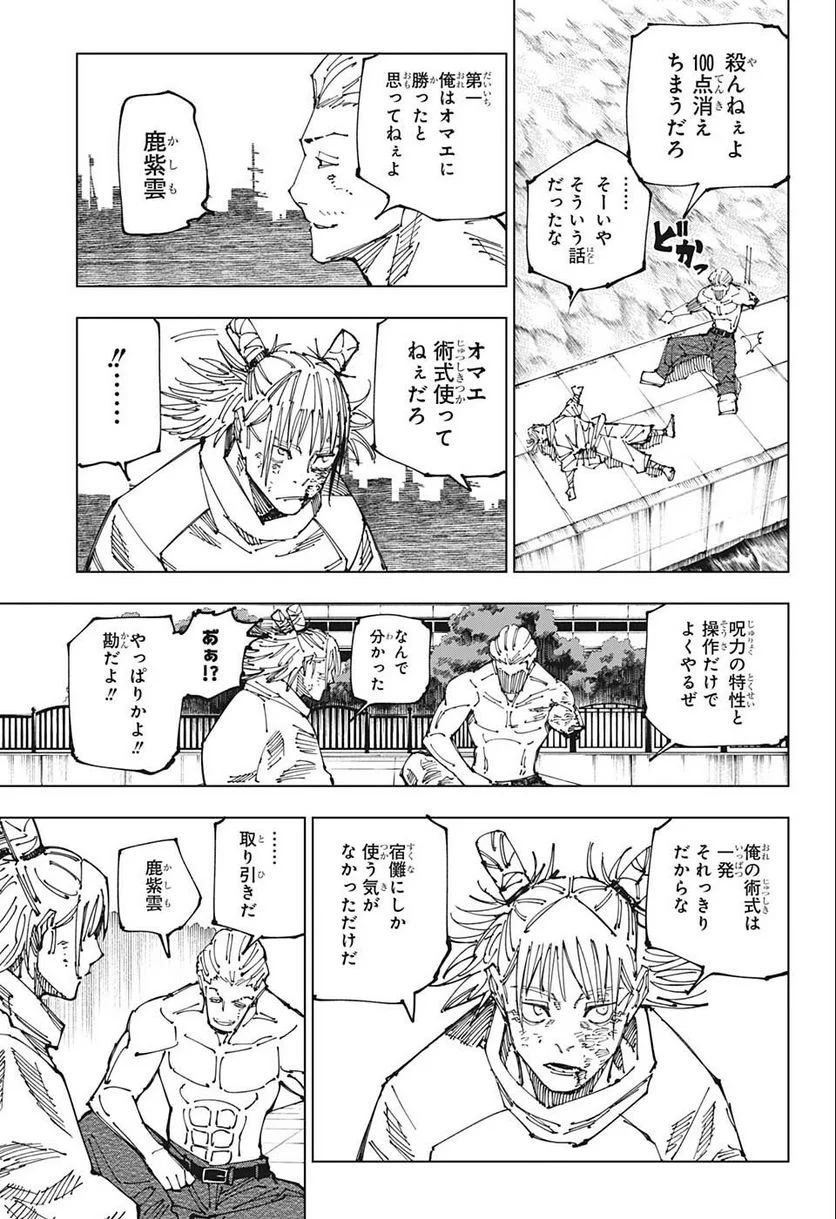 殺んねぇよ
100点消え
ちまうだろ
……
そーいや
そういう話
だったな
どかっ
第一
俺はオマエに
勝ったと
思ってねぇよ
鹿紫雲
オマエ
術式使って
ねぇだろ
……!!
呪力の特性と
操作だけで
よくやるぜ
なんで
分かった
あぁ!?
やっぱりかよ!!
勘だよ!!
俺の術式は
一発
それっきり
だからな
宿儺にしか
使う気が
なかっただけだ
……
取り引きだ
鹿紫雲